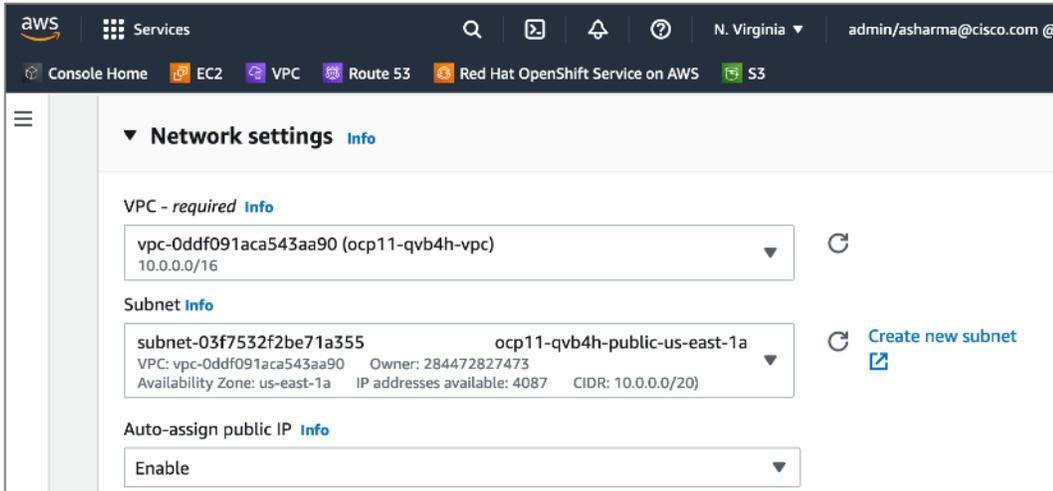 aws Services N. Virginia ▼ admin/asharma@cisco.com @
Console Home EC2 VPC Route 53 Red Hat OpenShift Service on AWS S3
▼ Network settings Info
VPC - required Info
vpc-0ddf091aca543aa90 (ocp11-qvb4h-vpc)
10.0.0.0/16
Subnet Info
subnet-03f7532f2be71a355 ocp11-qvb4h-public-us-east-1a
VPC: vpc-0ddf091aca543aa90 Owner: 284472827473
Availability Zone: us-east-1a IP addresses available: 4087 CIDR: 10.0.0.0/20)
Create new subnet
Auto-assign public IP Info
Enable